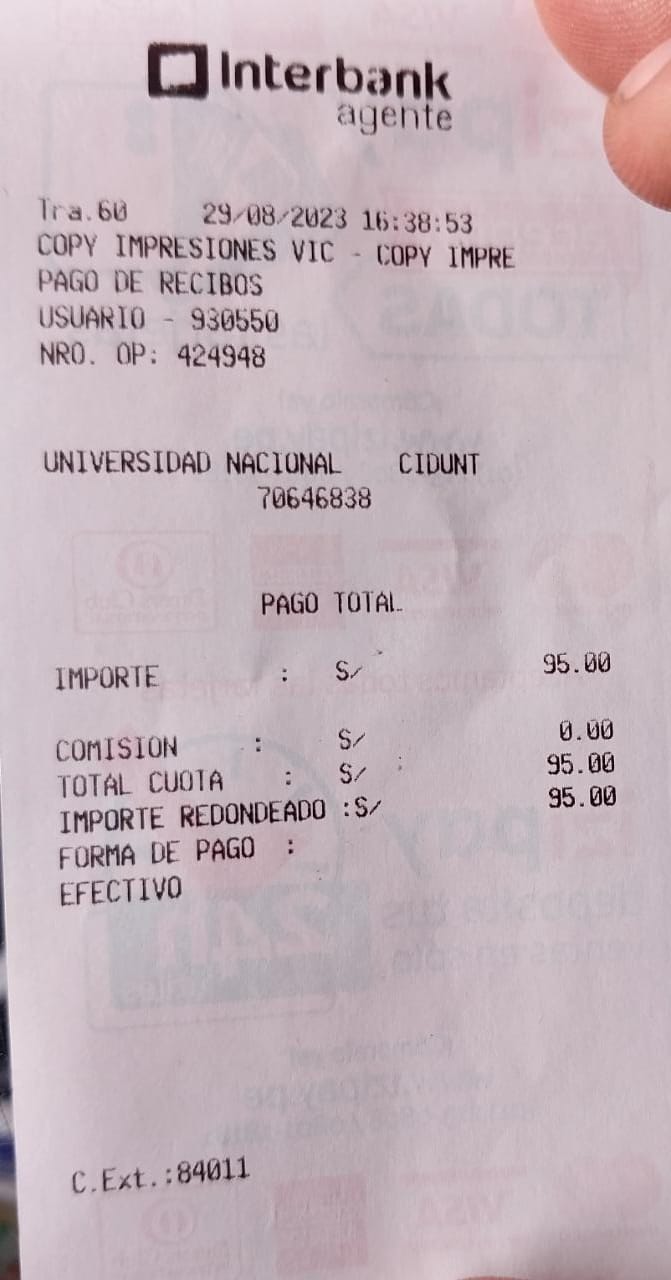 Interbank
agente
Tra.60 29/08/2023 16:38:53
COPY IMPRESIONES VIC - COPY IMPRE
PAGO DE RECIBOS
USUARIO - 930550
NRO. OP: 424948
UNIVERSIDAD NACIONAL CIDUNT
70646838
PAGO TOTAL
IMPORTE : S/ 95.00
COMISION : S/ 0.00
TOTAL CUOTA : S/ 95.00
IMPORTE REDONDEADO :S/ 95.00
FORMA DE PAGO :
EFECTIVO
C.Ext.:84011